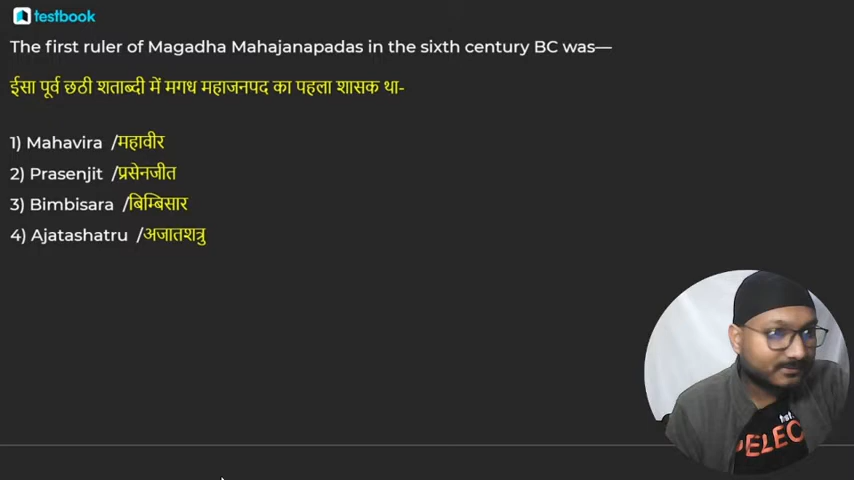 testbook
The first ruler of Magadha Mahajanapadas in the sixth century BC was—
ईसा पूर्व छठी शताब्दी में मगध महाजनपद का पहला शासक था-
1) Mahavira /महावीर
2) Prasenjit /प्रसेनजीत
3) Bimbisara /बिम्बिसार
4) Ajatashatru /अजातशत्रु